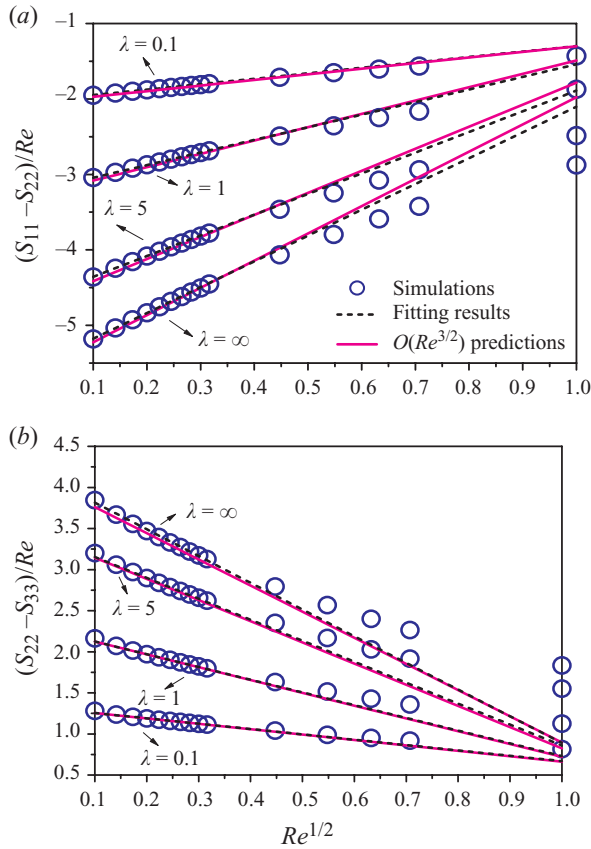 (a)
−1
−2
−3
−4
−5
(S₁₁ – S₂₂)/Re
λ = 0.1
λ = 1
λ = 5
λ = ∞
Simulations
Fitting results
O(Re³ᐟ²) predictions
0.1 0.2 0.3 0.4 0.5 0.6 0.7 0.8 0.9 1.0
(b)
4.5
4.0
3.5
3.0
2.5
2.0
1.5
1.0
0.5
(S₂₂ – S₃₃)/Re
λ = ∞
λ = 5
λ = 1
λ = 0.1
0.1 0.2 0.3 0.4 0.5 0.6 0.7 0.8 0.9 1.0
Re¹ᐟ²